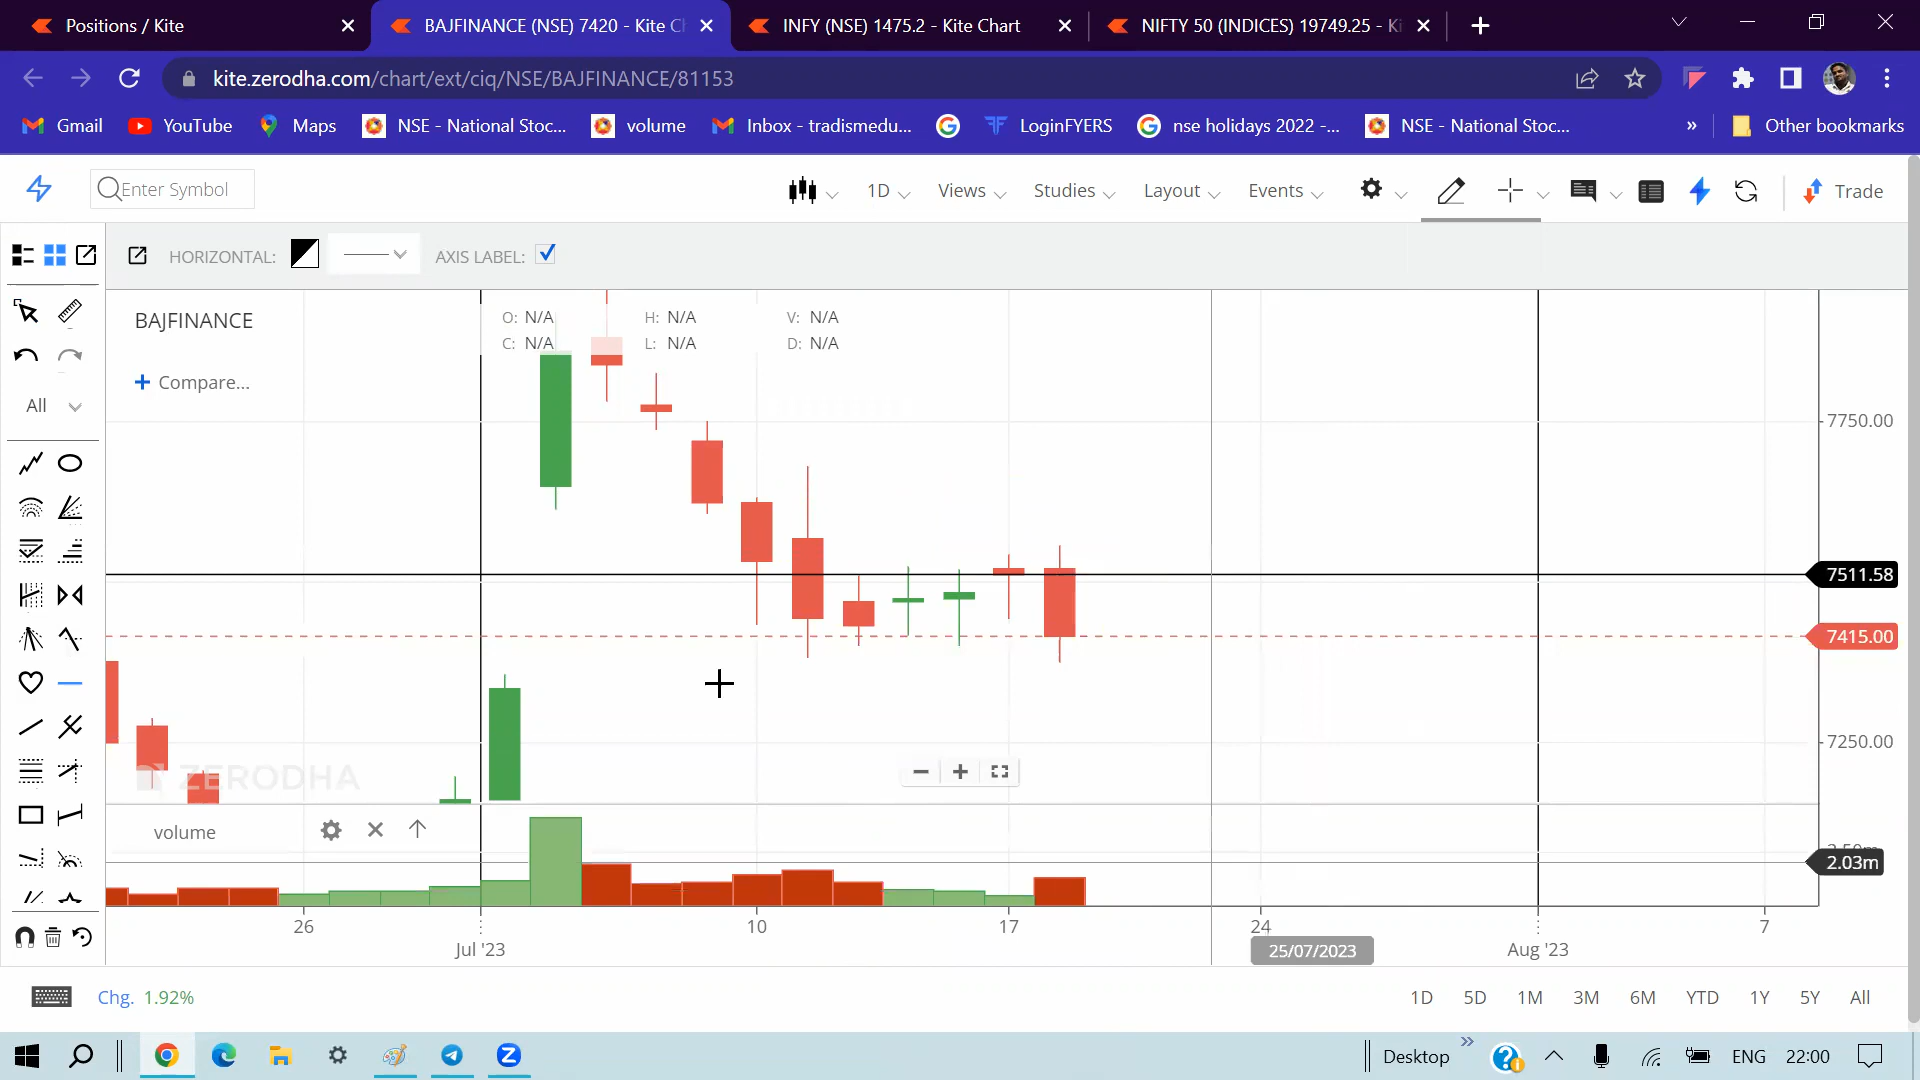 Positions / Kite
BAJFINANCE (NSE) 7420 - Kite C
INFY (NSE) 1475.2 - Kite Chart
NIFTY 50 (INDICES) 19749.25 - Ki
kite.zerodha.com/chart/ext/ciq/NSE/BAJFINANCE/81153
Gmail
YouTube
Maps
NSE - National Stoc...
volume
Inbox - tradismedu...
LoginFYERS
nse holidays 2022 -...
NSE - National Stoc...
»
Other bookmarks
Enter Symbol
1D
Views
Studies
Layout
Events
Trade
HORIZONTAL:
AXIS LABEL:
BAJFINANCE
O: N/A
H: N/A
V: N/A
C: N/A
L: N/A
D: N/A
+ Compare...
All
7750.00
7511.58
7415.00
7250.00
ZERODHA
volume
2.03m
26
10
17
24
7
Jul '23
25/07/2023
Aug '23
Chg. 1.92%
1D
5D
1M
3M
6M
YTD
1Y
5Y
All
Desktop
»
ENG
22:00